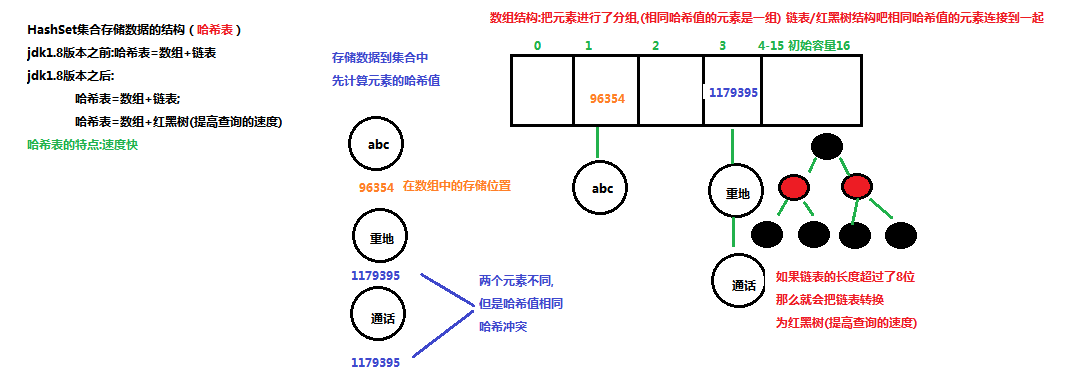 HashSet集合存储数据的结构（哈希表）
jdk1.8版本之前:哈希表=数组+链表
jdk1.8版本之后:
哈希表=数组+链表;
哈希表=数组+红黑树(提高查询的速度)
哈希表的特点:速度快
存储数据到集合中
先计算元素的哈希值
abc
96354 在数组中的存储位置
重地
1179395
通话
1179395
两个元素不同,
但是哈希值相同
哈希冲突
数组结构:把元素进行了分组,(相同哈希值的元素是一组) 链表/红黑树结构吧相同哈希值的元素连接到一起
0 1 2 3 4-15 初始容量16
96354 1179395
abc
重地
通话
如果链表的长度超过了8位
那么就会把链表转换
为红黑树(提高查询的速度)